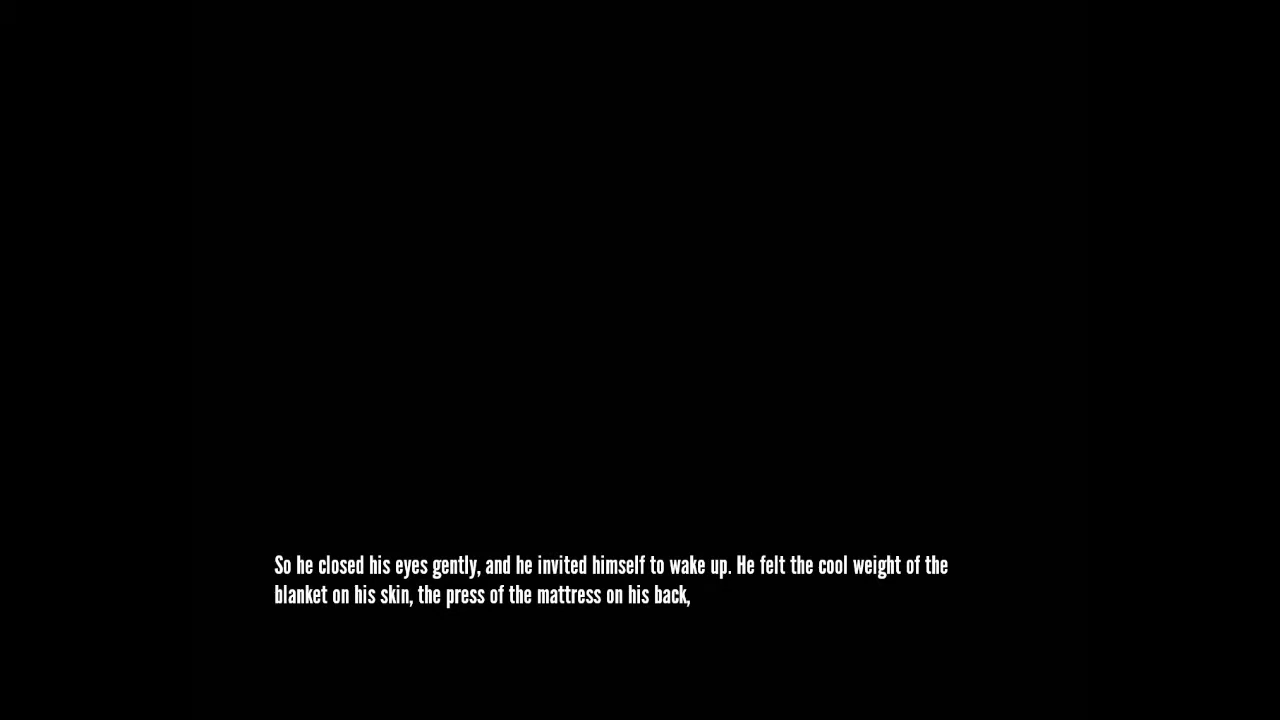 So he closed his eyes gently, and he invited himself to wake up. He felt the cool weight of the
blanket on his skin, the press of the mattress on his back,